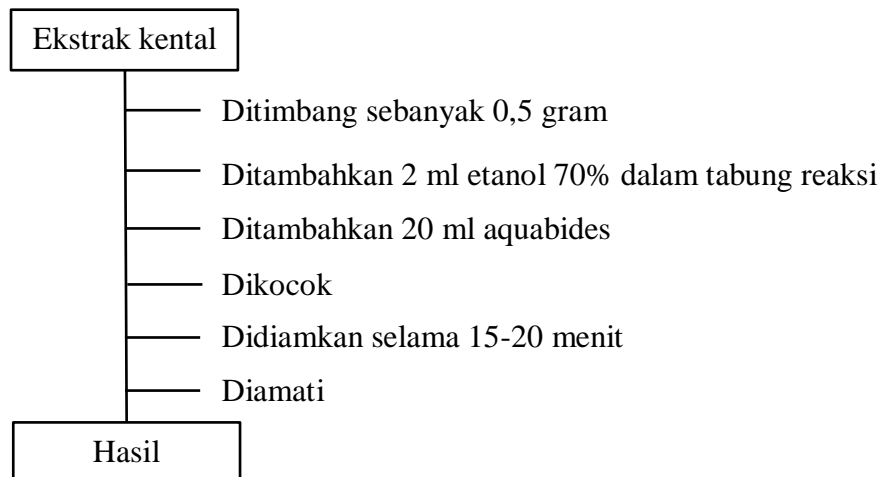 Ekstrak kental
Ditimbang sebanyak 0,5 gram
Ditambahkan 2 ml etanol 70% dalam tabung reaksi
Ditambahkan 20 ml aquabides
Dikocok
Didiamkan selama 15-20 menit
Diamati
Hasil